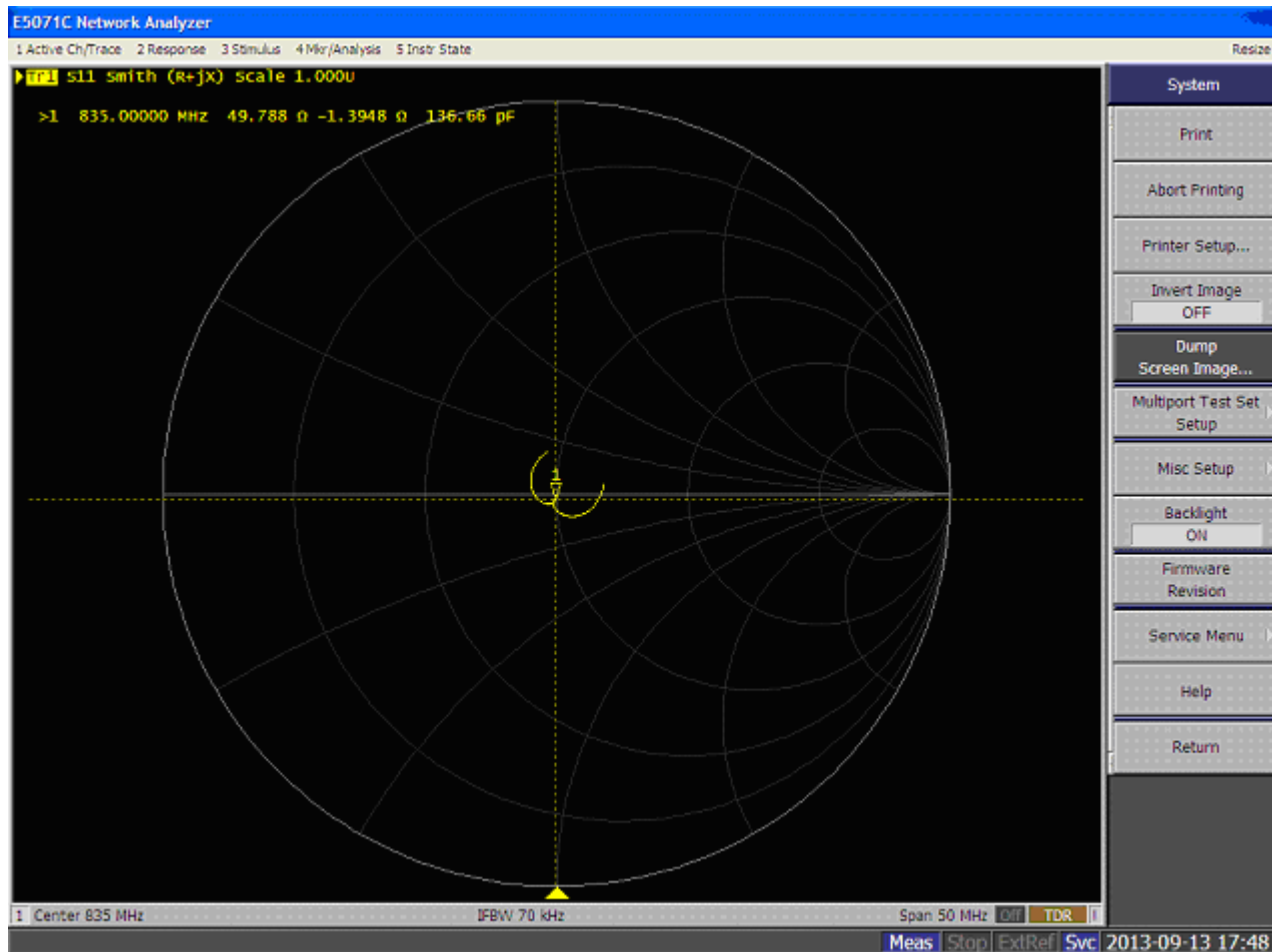 E5071C Network Analyzer
1 Active Ch/Trace 2 Response 3 Stimulus 4 Mkr/Analysis 5 Instr State Resize
Tr1 S11 Smith (R+jX) Scale 1.000U
>1 835.00000 MHz 49.788 Ω -1.3948 Ω 136.66 pF
1
System
Print
Abort Printing
Printer Setup...
Invert Image
OFF
Dump
Screen Image...
Multiport Test Set
Setup
Misc Setup
Backlight
ON
Firmware
Revision
Service Menu
Help
Return
1 Center 835 MHz IFBW 70 kHz Span 50 MHz Off TDR
Meas Stop ExtRef Svc 2013-09-13 17:48